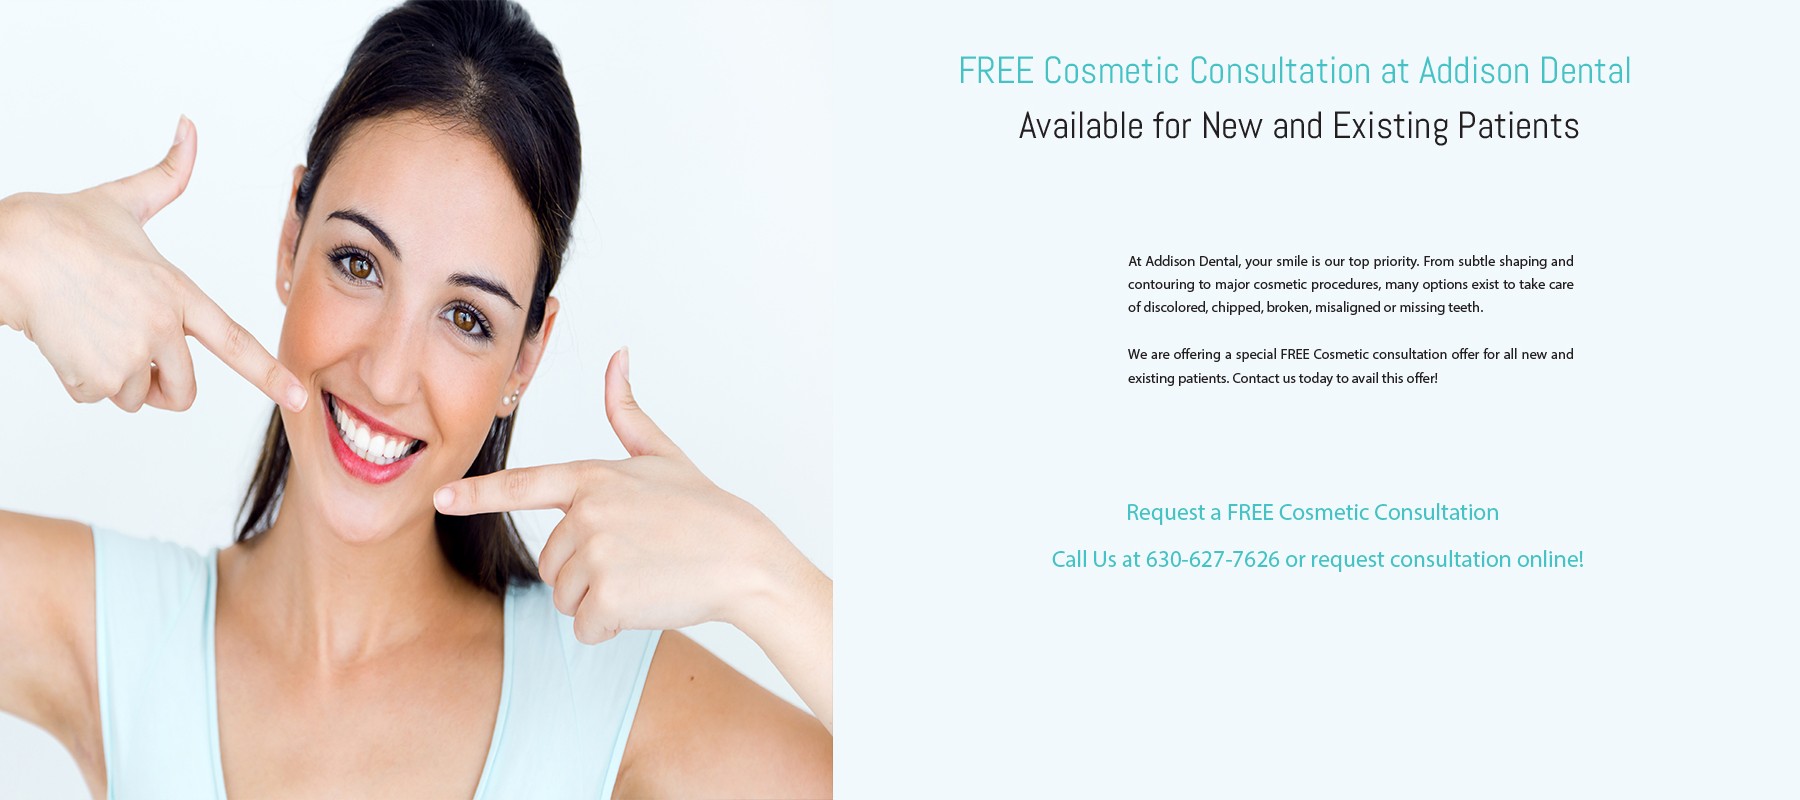 FREE Cosmetic Consultation at Addison Dental
Available for New and Existing Patients
At Addison Dental, your smile is our top priority. From subtle shaping and
contouring to major cosmetic procedures, many options exist to take care
of discolored, chipped, broken, misaligned or missing teeth.
We are offering a special FREE Cosmetic consultation offer for all new and
existing patients. Contact us today to avail this offer!
Request a FREE Cosmetic Consultation
Call Us at 630-627-7626 or request consultation online!